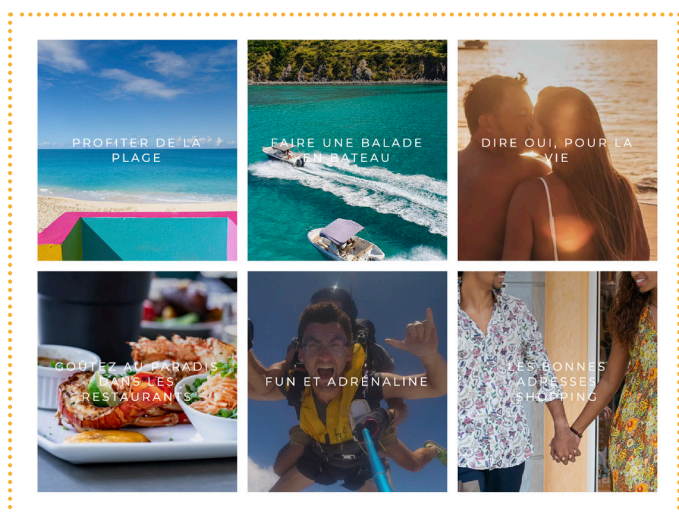 PROFITER DE LA
PLAGE
FAIRE UNE BALADE
EN BATEAU
DIRE OUI, POUR LA
VIE
GOÛTEZ AU PARADIS
DANS LES
RESTAURANTS
FUN ET ADRÉNALINE
LES BONNES
ADRESSES
SHOPPING